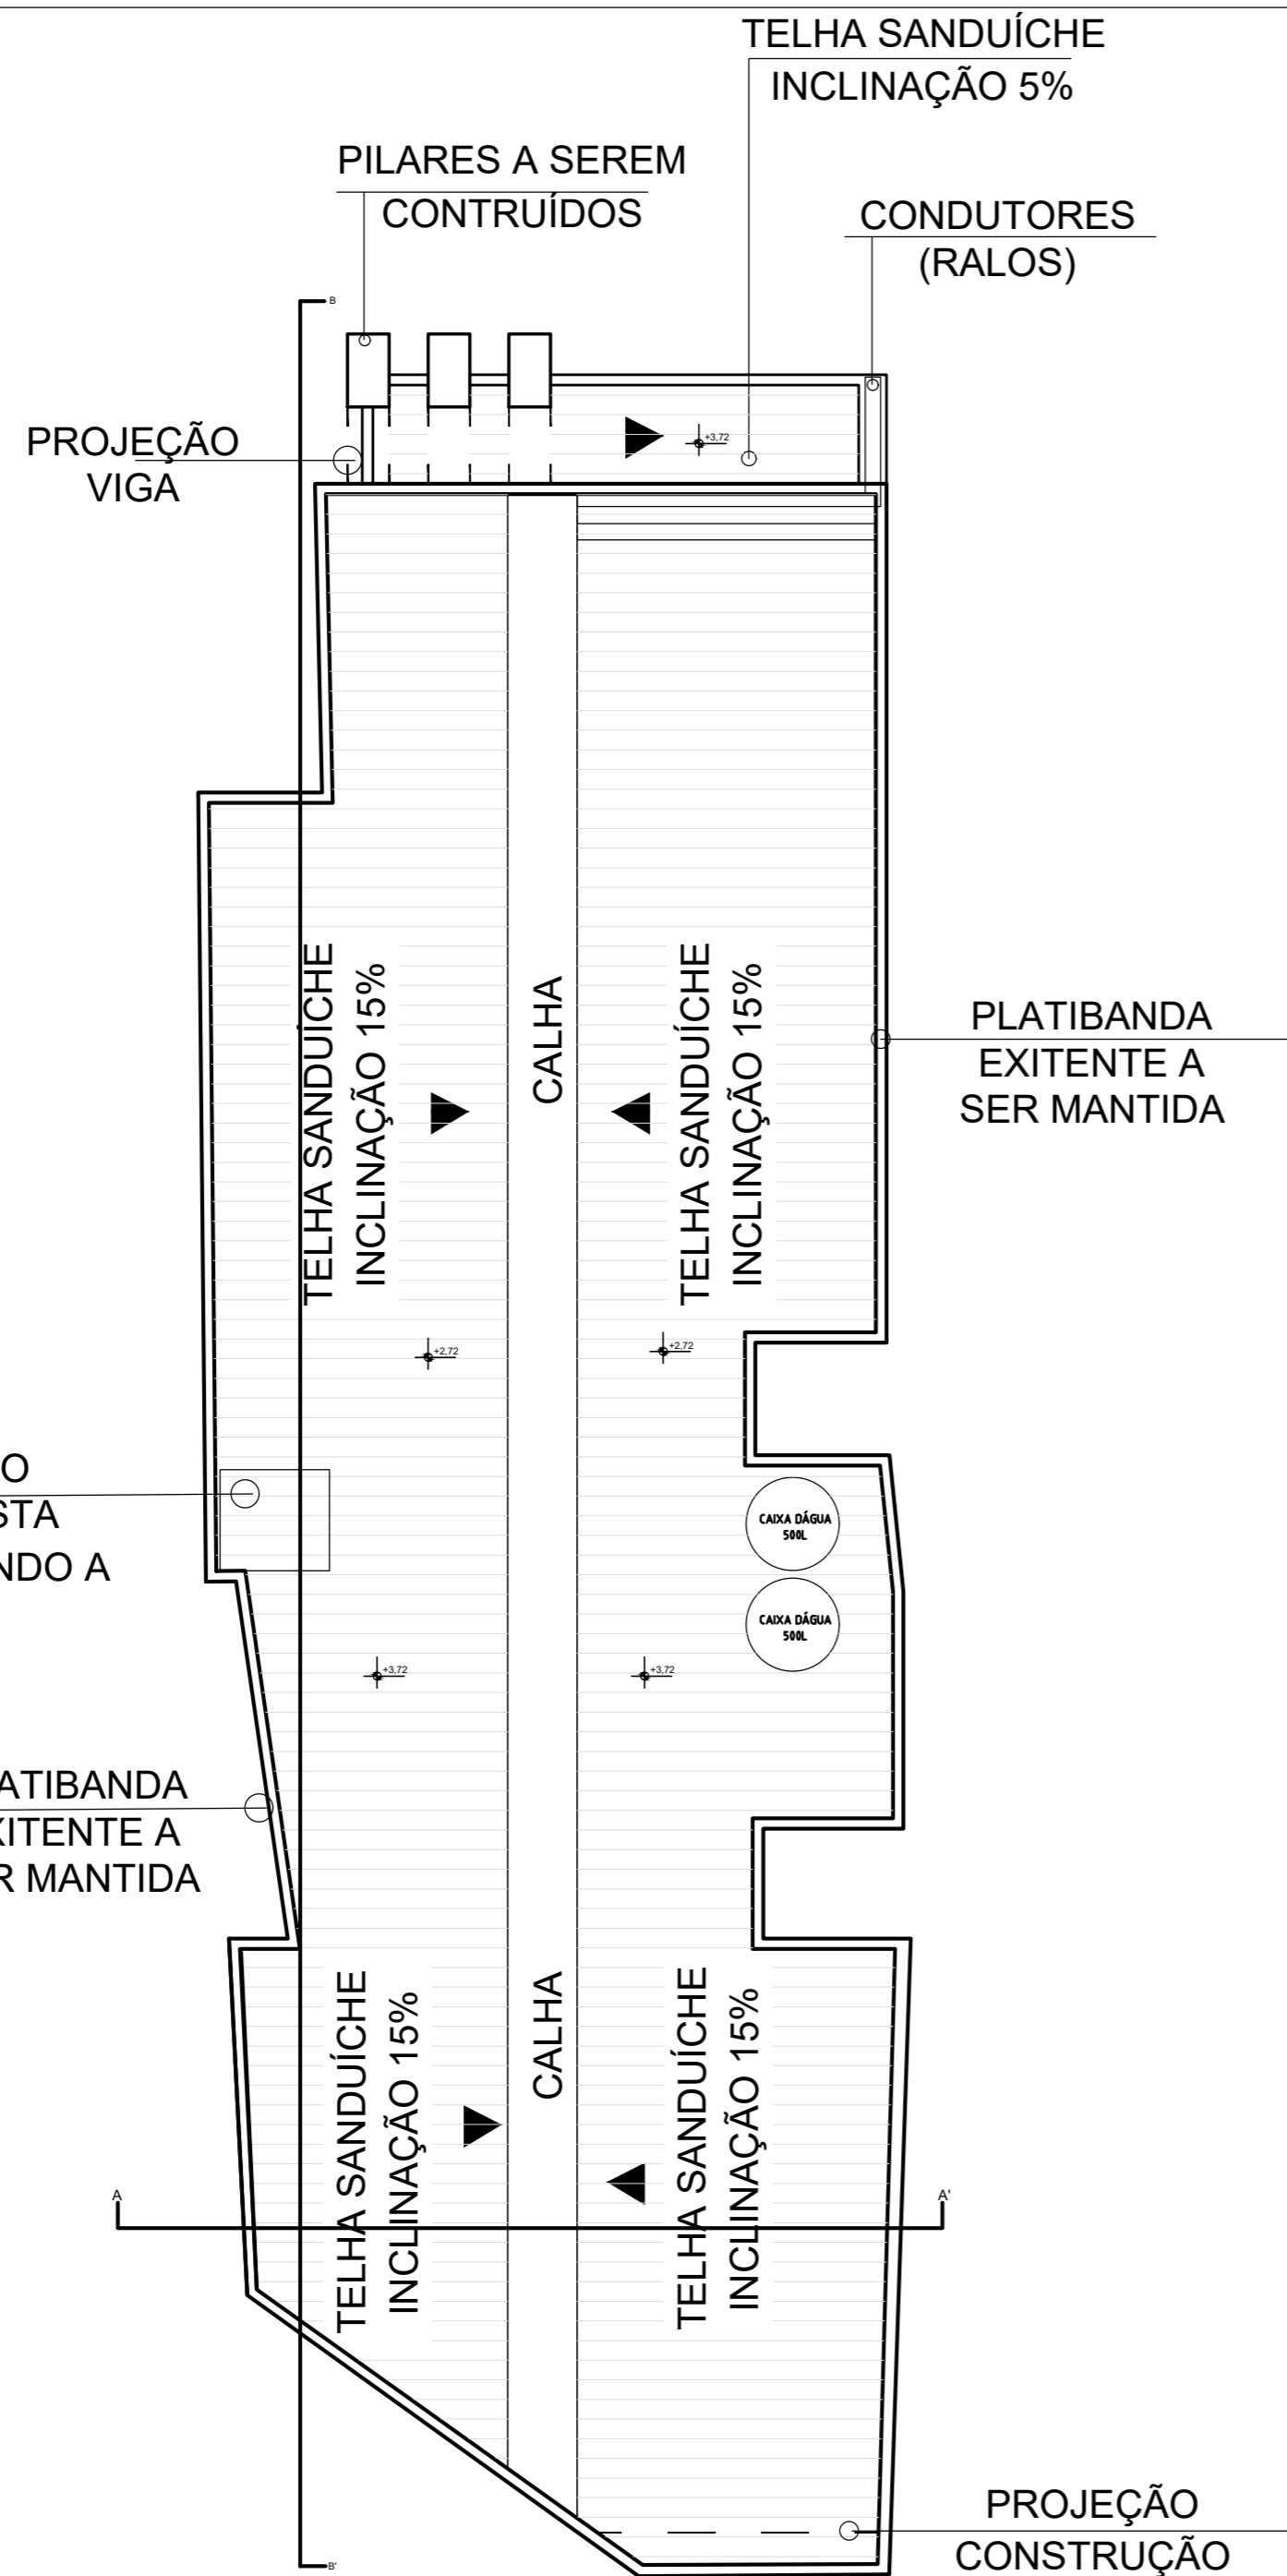 TELHA SANDUÍCHE
INCLINAÇÃO 5%
PILARES A SEREM
CONTRUÍDOS
CONDUTORES
(RALOS)
B
PROJEÇÃO
VIGA
+3,72
TELHA SANDUÍCHE
INCLINAÇÃO 15%
CALHA
TELHA SANDUÍCHE
INCLINAÇÃO 15%
PLATIBANDA
EXITENTE A
SER MANTIDA
+2,72
+2,72
O
STA
NDO A
CAIXA DÁGUA
500L
CAIXA DÁGUA
500L
+3,72
+3,72
ATIBANDA
XITENTE A
R MANTIDA
TELHA SANDUÍCHE
INCLINAÇÃO 15%
CALHA
TELHA SANDUÍCHE
INCLINAÇÃO 15%
A
A'
PROJEÇÃO
CONSTRUÇÃO
B'